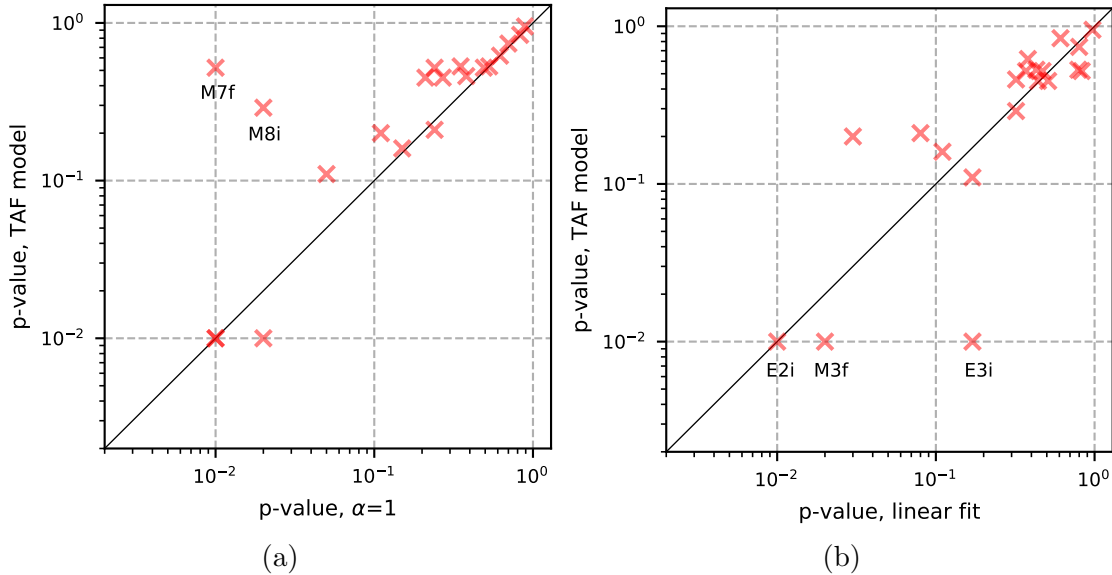 10⁰
10⁻¹
10⁻²
p-value, TAF model
M7f
M8i
10⁻²
10⁻¹
10⁰
p-value, α=1
(a)
10⁰
10⁻¹
10⁻²
p-value, TAF model
E2i
M3f
E3i
10⁻²
10⁻¹
10⁰
p-value, linear fit
(b)